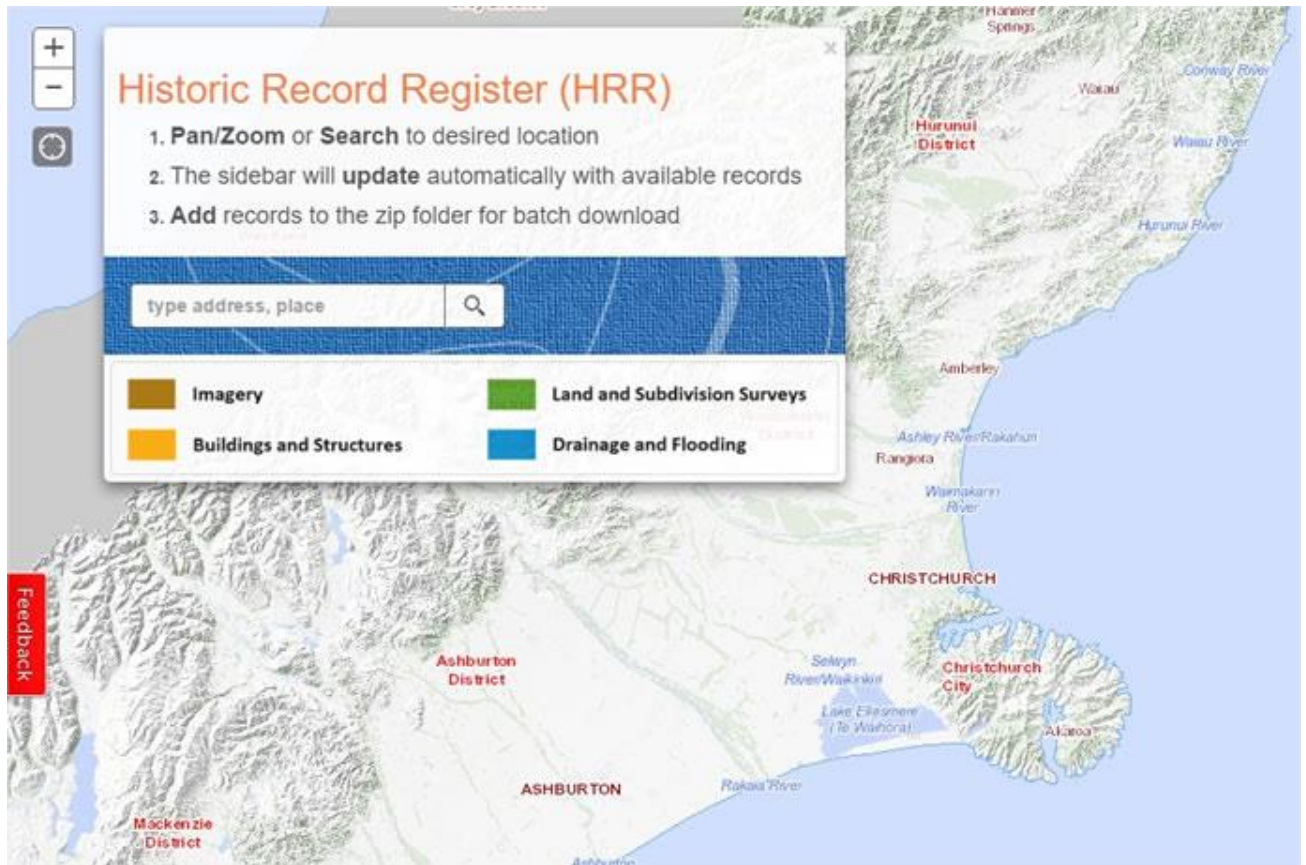 Hanmer
Springs
+
−
×
Historic Record Register (HRR)
1. Pan/Zoom or Search to desired location
2. The sidebar will update automatically with available records
3. Add records to the zip folder for batch download
type address, place
Imagery
Land and Subdivision Surveys
Buildings and Structures
Drainage and Flooding
Feedback
Conway River
Waiau
Hurunui
District
Waiau River
Hurunui River
Amberley
Ashley River/Rakahuri
Rangiora
Waimakariri
River
CHRISTCHURCH
Ashburton
District
Selwyn
River/Waikirikiri
Christchurch
City
Lake Ellesmere
(Te Waihora)
Akaroa
ASHBURTON
Rakaia River
Mackenzie
District
Ashburton